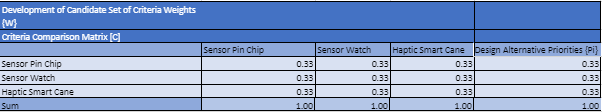 Development of Candidate Set of Criteria Weights
{W}
Criteria Comparison Matrix [C]
Sensor Pin Chip Sensor Watch Haptic Smart Cane Design Alternative Priorities {Pi}
Sensor Pin Chip 0.33 0.33 0.33 0.33
Sensor Watch 0.33 0.33 0.33 0.33
Haptic Smart Cane 0.33 0.33 0.33 0.33
Sum 1.00 1.00 1.00 1.00